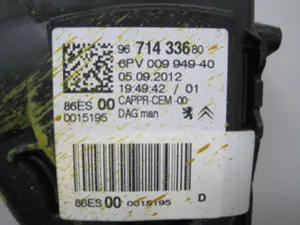 96 714 336 80
6PV 009 949-40
05.09.2012
19:49:42 / 01
86ES 00 CAPPR-CEM-00
0015195 DAG man
86ES 00 0015195 D